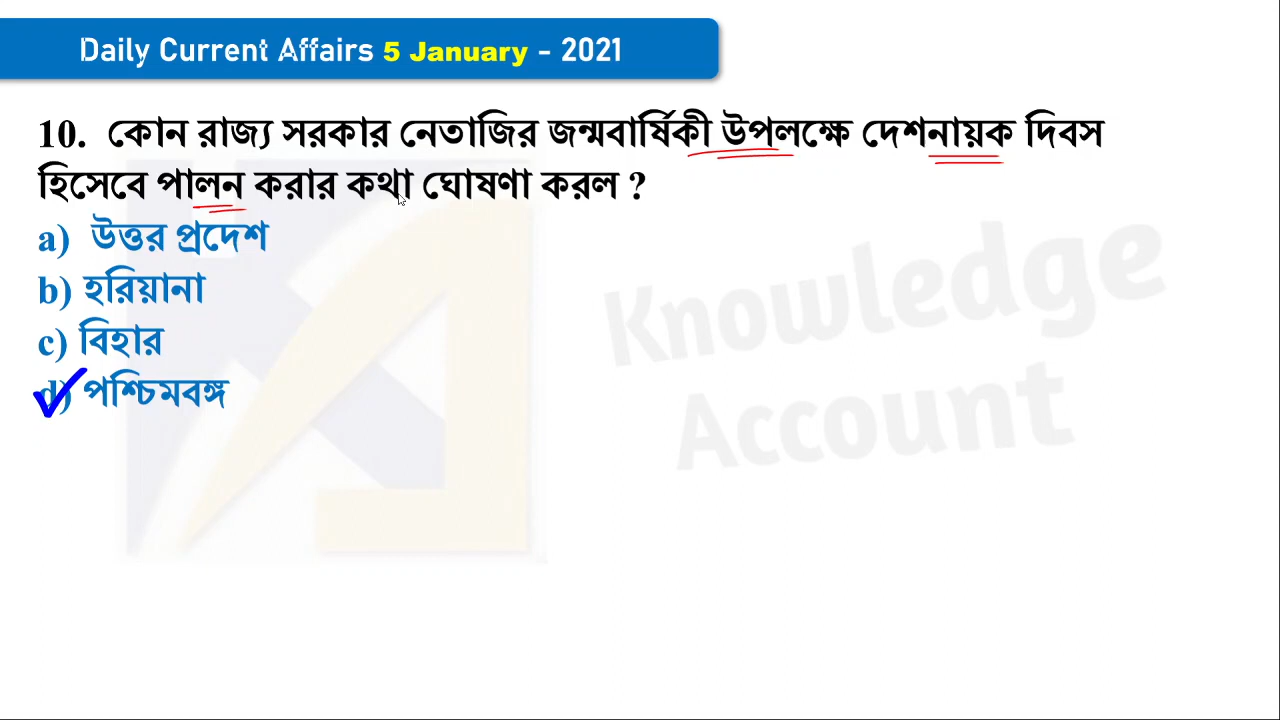 Daily Current Affairs 5 January - 2021
10. কোন রাজ্য সরকার নেতাজির জন্মবার্ষিকী উপলক্ষে দেশনায়ক দিবস
হিসেবে পালন করার কথা ঘোষণা করল ?
a) উত্তর প্রদেশ
b) হরিয়ানা
c) বিহার
d) পশ্চিমবঙ্গ
Knowledge
Account